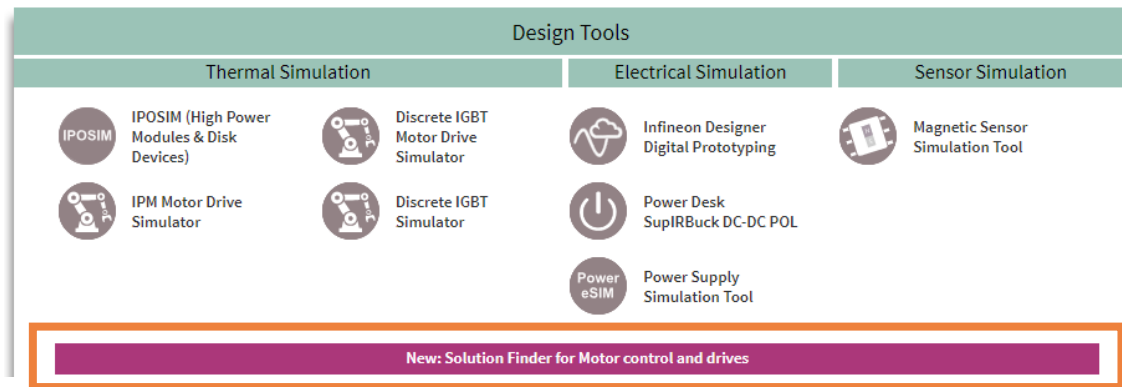 Design Tools
Thermal Simulation
Electrical Simulation
Sensor Simulation
IPOSIM
IPOSIM (High Power
Modules & Disk
Devices)
Discrete IGBT
Motor Drive
Simulator
Infineon Designer
Digital Prototyping
Magnetic Sensor
Simulation Tool
IPM Motor Drive
Simulator
Discrete IGBT
Simulator
Power Desk
SupIRBuck DC-DC POL
Power
eSIM
Power Supply
Simulation Tool
New: Solution Finder for Motor control and drives